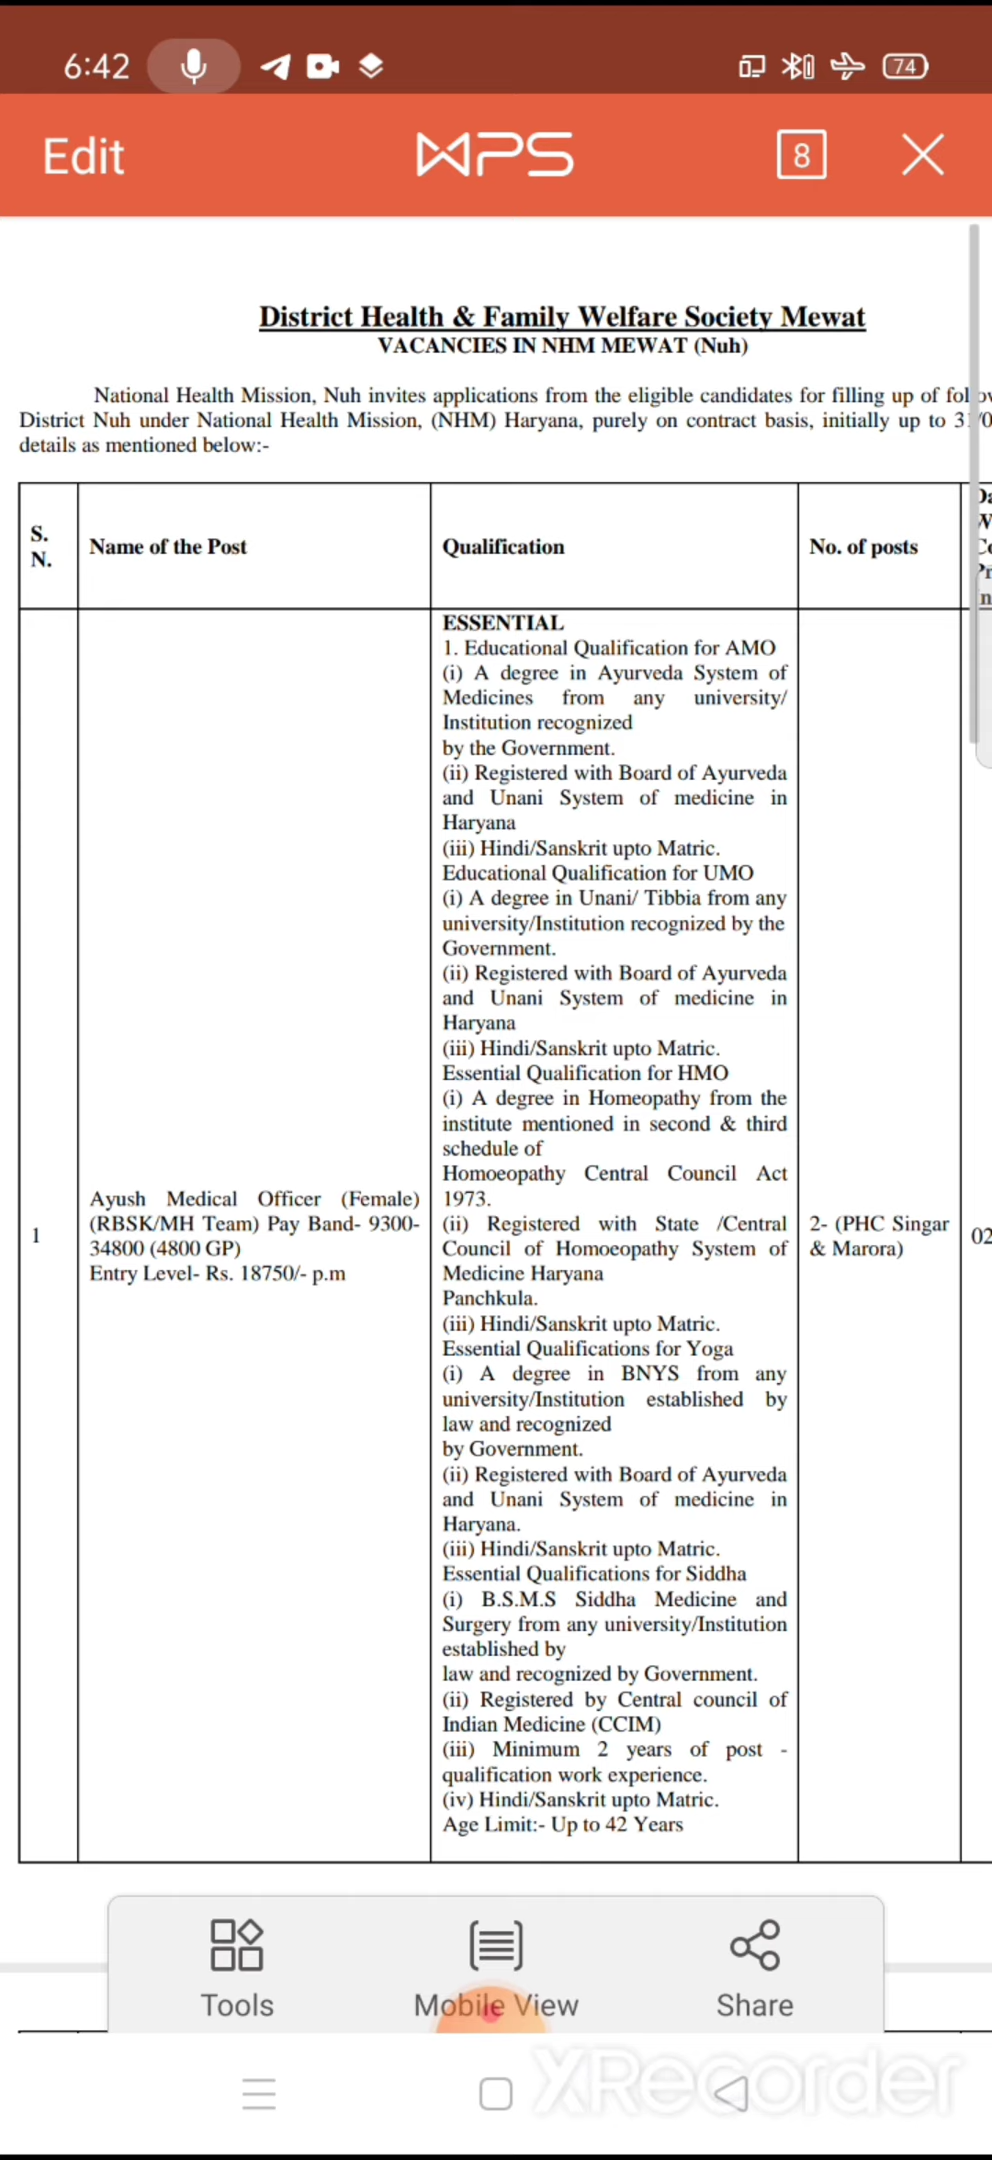 6:42
74
Edit
WPS
8
District Health & Family Welfare Society Mewat
VACANCIES IN NHM MEWAT (Nuh)
National Health Mission, Nuh invites applications from the eligible candidates for filling up of
District Nuh under National Health Mission, (NHM) Haryana, purely on contract basis, initially up to
details as mentioned below:-
S.
N.
Name of the Post
Qualification
No. of posts
ESSENTIAL
1. Educational Qualification for AMO
(i) A degree in Ayurveda System of
Medicines from any university/
Institution recognized
by the Government.
(ii) Registered with Board of Ayurveda
and Unani System of medicine in
Haryana
(iii) Hindi/Sanskrit upto Matric.
Educational Qualification for UMO
(i) A degree in Unani/ Tibbia from any
university/Institution recognized by the
Government.
(ii) Registered with Board of Ayurveda
and Unani System of medicine in
Haryana
(iii) Hindi/Sanskrit upto Matric.
Essential Qualification for HMO
(i) A degree in Homeopathy from the
institute mentioned in second & third
schedule of
Homoeopathy Central Council Act
1973.
(ii) Registered with State /Central
Council of Homoeopathy System of
Medicine Haryana
Panchkula.
(iii) Hindi/Sanskrit upto Matric.
Essential Qualifications for Yoga
(i) A degree in BNYS from any
university/Institution established by
law and recognized
by Government.
(ii) Registered with Board of Ayurveda
and Unani System of medicine in
Haryana.
(iii) Hindi/Sanskrit upto Matric.
Essential Qualifications for Siddha
(i) B.S.M.S Siddha Medicine and
Surgery from any university/Institution
established by
law and recognized by Government.
(ii) Registered by Central council of
Indian Medicine (CCIM)
(iii) Minimum 2 years of post -
qualification work experience.
(iv) Hindi/Sanskrit upto Matric.
Age Limit:- Up to 42 Years
1
Ayush Medical Officer (Female)
(RBSK/MH Team) Pay Band- 9300-
34800 (4800 GP)
Entry Level- Rs. 18750/- p.m
2- (PHC Singar
& Marora)
02
Tools
Mobile View
Share
XRecorder